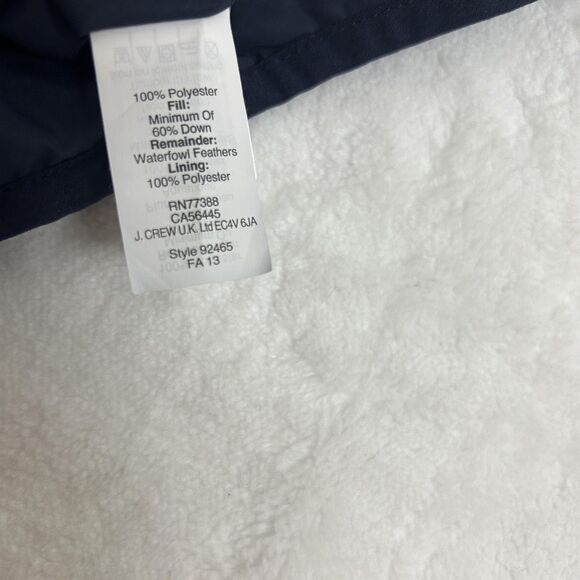 100% Polyester
Fill:
Minimum Of
60% Down
Remainder:
Waterfowl Feathers
Lining:
100% Polyester
RN77388
CA56445
J. CREW U.K. Ltd EC4V 6JA
Style 92465
FA 13